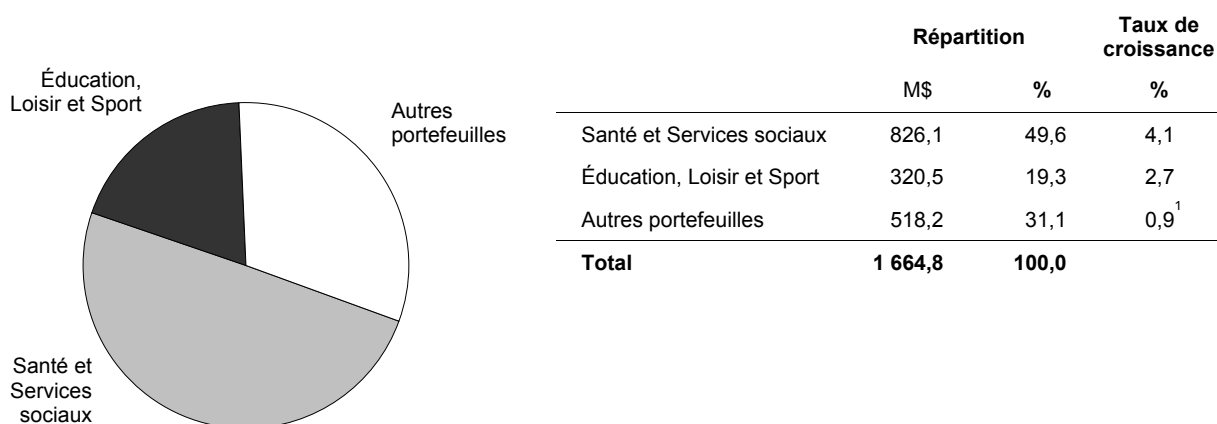 Éducation,
Loisir et Sport
Autres
portefeuilles
Santé et
Services
sociaux
Répartition
Taux de
croissance
M$ % %
Santé et Services sociaux 826,1 49,6 4,1
Éducation, Loisir et Sport 320,5 19,3 2,7
Autres portefeuilles 518,2 31,1 0,9¹
Total 1 664,8 100,0